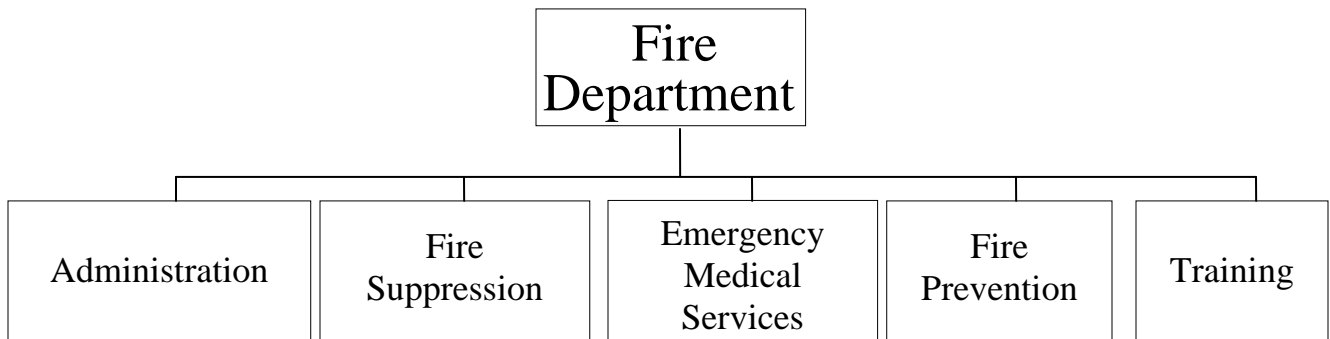 Fire
Department
Administration
Fire
Suppression
Emergency
Medical
Services
Fire
Prevention
Training